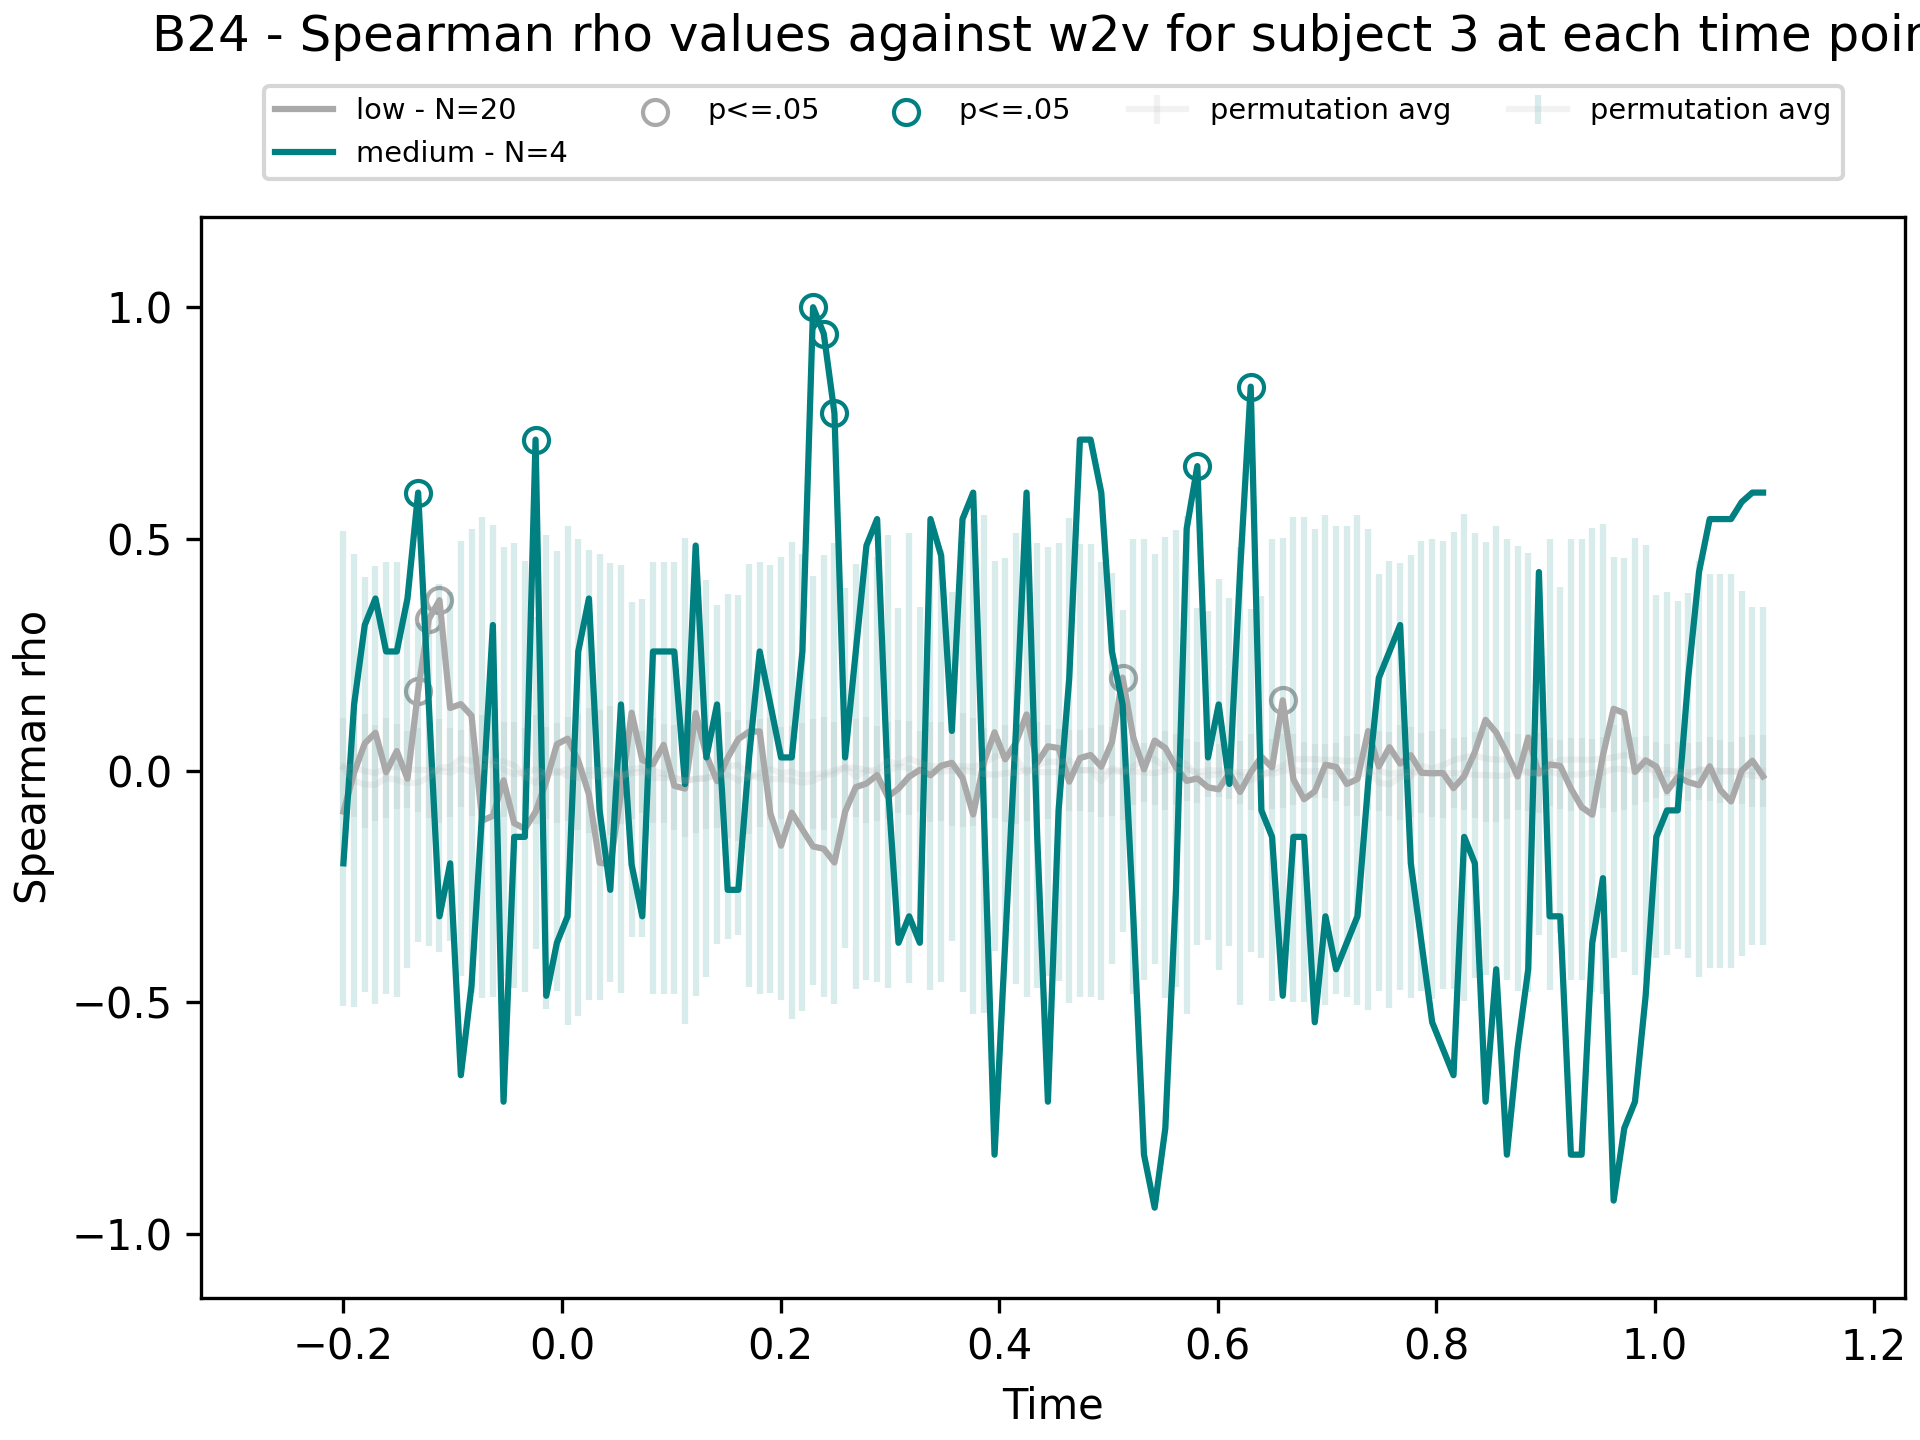 B24 - Spearman rho values against w2v for subject 3 at each time poin
low - N=20
p<=.05
p<=.05
permutation avg
permutation avg
medium - N=4
1.0
0.5
0.0
−0.5
−1.0
Spearman rho
−0.2
0.0
0.2
0.4
0.6
0.8
1.0
1.2
Time